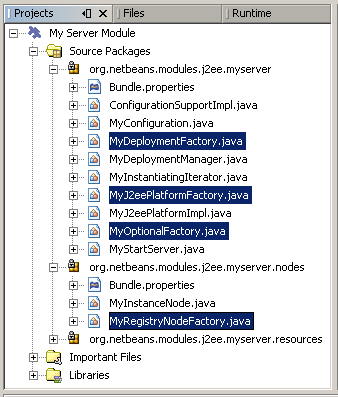 Projects Files Runtime
My Server Module
Source Packages
org.netbeans.modules.j2ee.myserver
Bundle.properties
ConfigurationSupportImpl.java
MyConfiguration.java
MyDeploymentFactory.java
MyDeploymentManager.java
MyInstantiatingIterator.java
MyJ2eePlatformFactory.java
MyJ2eePlatformImpl.java
MyOptionalFactory.java
MyStartServer.java
org.netbeans.modules.j2ee.myserver.nodes
Bundle.properties
MyInstanceNode.java
MyRegistryNodeFactory.java
org.netbeans.modules.j2ee.myserver.resources
Important Files
Libraries